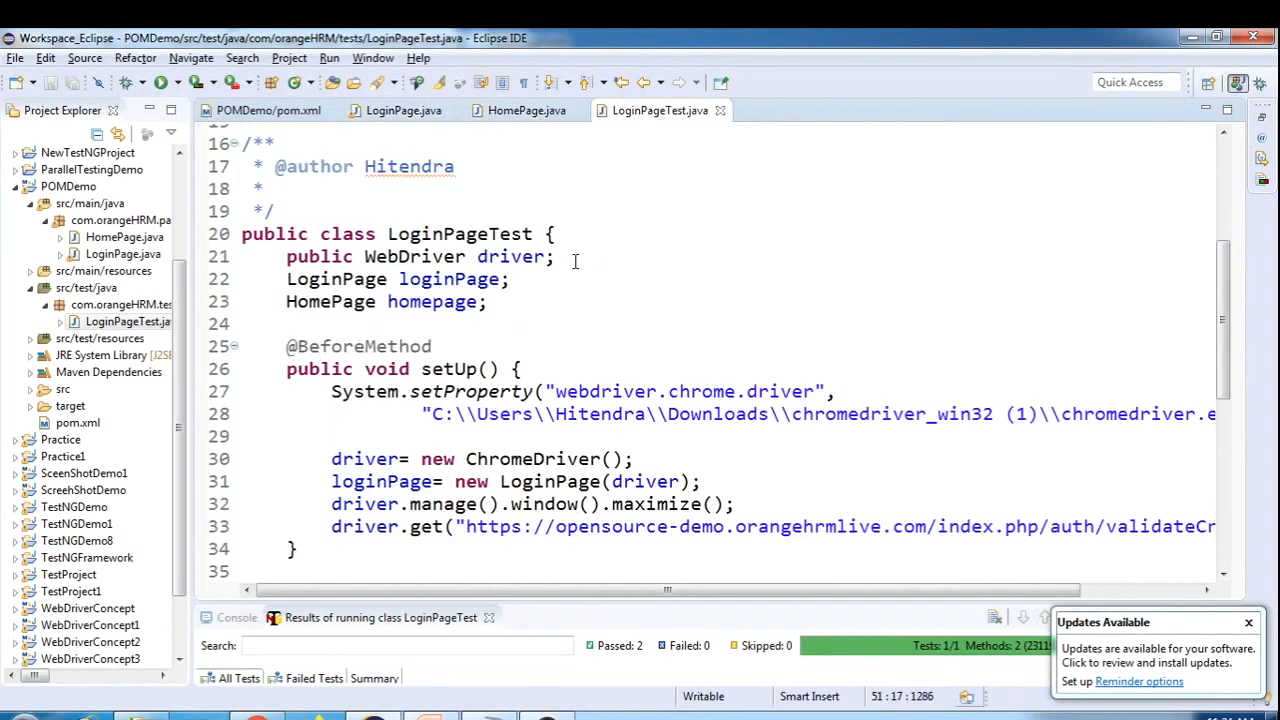 Workspace_Eclipse - POMDemo/src/test/java/com/orangeHRM/tests/LoginPageTest.java - Eclipse IDE
File Edit Source Refactor Navigate Search Project Run Window Help
Quick Access
Project Explorer
POMDemo/pom.xml LoginPage.java HomePage.java LoginPageTest.java
NewTestNGProject
ParallelTestingDemo
POMDemo
src/main/java
com.orangeHRM.pa
HomePage.java
LoginPage.java
src/main/resources
src/test/java
com.orangeHRM.tes
LoginPageTest.jav
src/test/resources
JRE System Library [J2SE
Maven Dependencies
src
target
pom.xml
Practice
Practice1
SceenShotDemo1
ScreehShotDemo
TestNGDemo
TestNGDemo1
TestNGDemo8
TestNGFramework
TestProject
TestProject1
WebDriverConcept
WebDriverConcept1
WebDriverConcept2
WebDriverConcept3
16 /**
17 * @author Hitendra
18 *
19 */
20 public class LoginPageTest {
21 public WebDriver driver;
22 LoginPage loginPage;
23 HomePage homepage;
24
25 @BeforeMethod
26 public void setUp() {
27 System.setProperty("webdriver.chrome.driver",
28 "C:\\Users\\Hitendra\\Downloads\\chromedriver_win32 (1)\\chromedriver.e
29
30 driver= new ChromeDriver();
31 loginPage= new LoginPage(driver);
32 driver.manage().window().maximize();
33 driver.get("https://opensource-demo.orangehrmlive.com/index.php/auth/validateCr
34 }
35
Console Results of running class LoginPageTest
Search: Passed: 2 Failed: 0 Skipped: 0 Tests: 1/1 Methods: 2 (2311
All Tests Failed Tests Summary
Writable Smart Insert 51 : 17 : 1286
Updates Available
Updates are available for your software.
Click to review and install updates.
Set up Reminder options